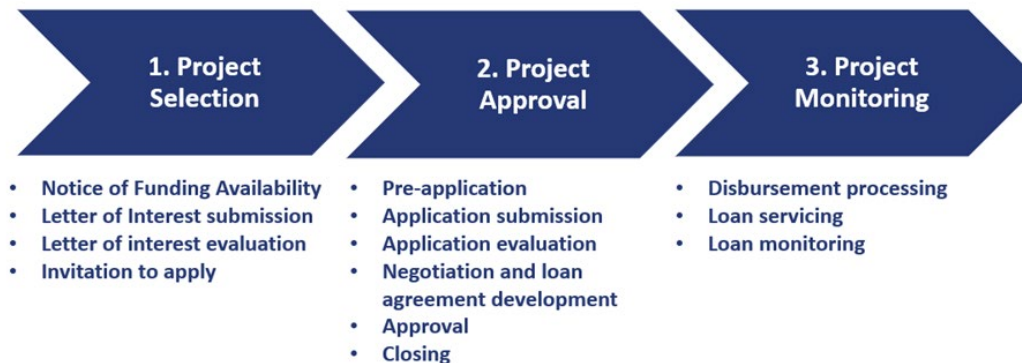 1. Project
Selection
2. Project
Approval
3. Project
Monitoring
• Notice of Funding Availability
• Letter of Interest submission
• Letter of interest evaluation
• Invitation to apply
• Pre-application
• Application submission
• Application evaluation
• Negotiation and loan
agreement development
• Approval
• Closing
• Disbursement processing
• Loan servicing
• Loan monitoring